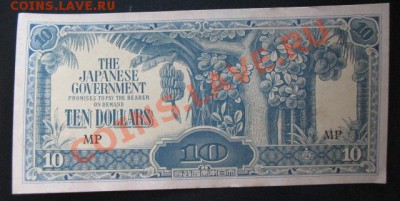 COINS.LAVE.RU
10
10
THE
JAPANESE
GOVERNMENT
PROMISES TO PAY THE BEARER
ON DEMAND
TEN DOLLARS
MP
MP
10
10
10
COINS.LAVE.RU